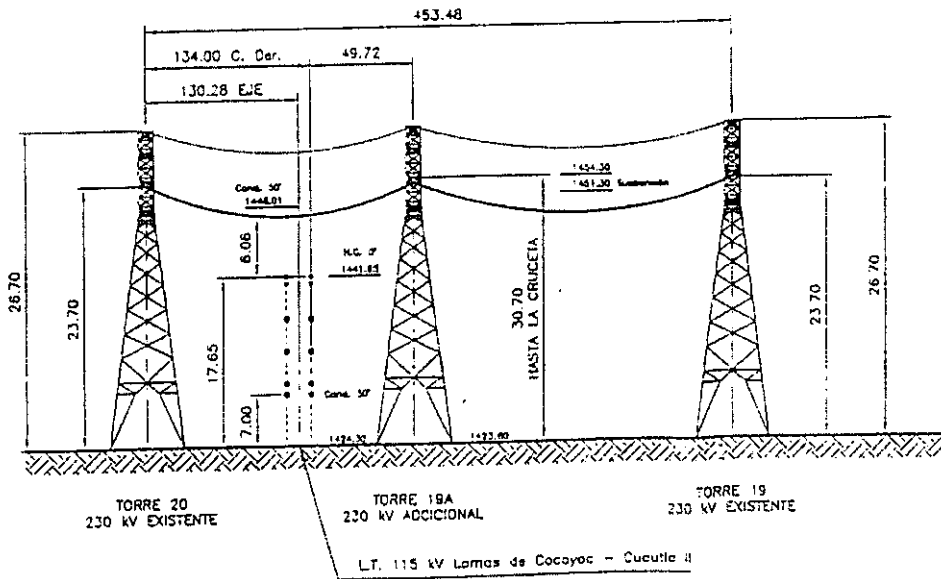 453.48
134.00 C. Der.
49.72
130.28 EJE
1454.30
1451.30 Suspensión
Cond. 50°
1448.01
6.06
H.G. 0°
1441.95
26.70
23.70
17.65
30.70
HASTA LA CRUCETA
23.70
26.70
7.00
Cond. 50°
1424.30
1423.60
TORRE 20
230 kV EXISTENTE
TORRE 19A
230 kV ADICIONAL
TORRE 19
230 kV EXISTENTE
L.T. 115 kV Lomas de Cocoyoc – Cuautla II